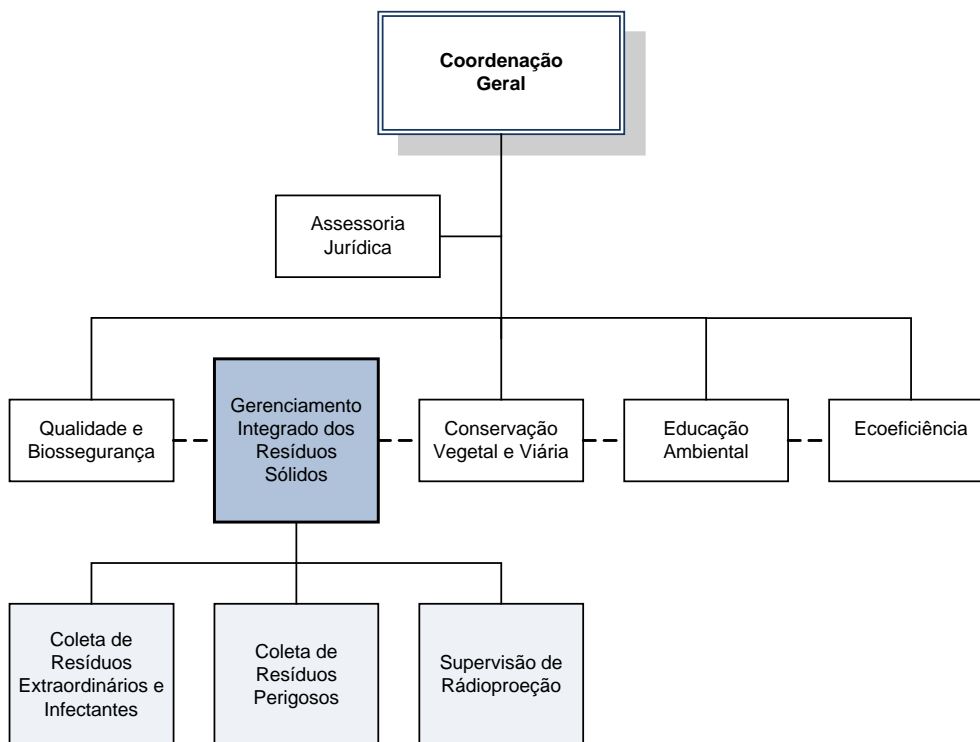 Coordenação
Geral
Assessoria
Jurídica
Qualidade e
Biossegurança
Gerenciamento
Integrado dos
Resíduos
Sólidos
Conservação
Vegetal e Viária
Educação
Ambiental
Ecoeficiência
Coleta de
Resíduos
Extraordinários e
Infectantes
Coleta de
Resíduos
Perigosos
Supervisão de
Rádioproeção